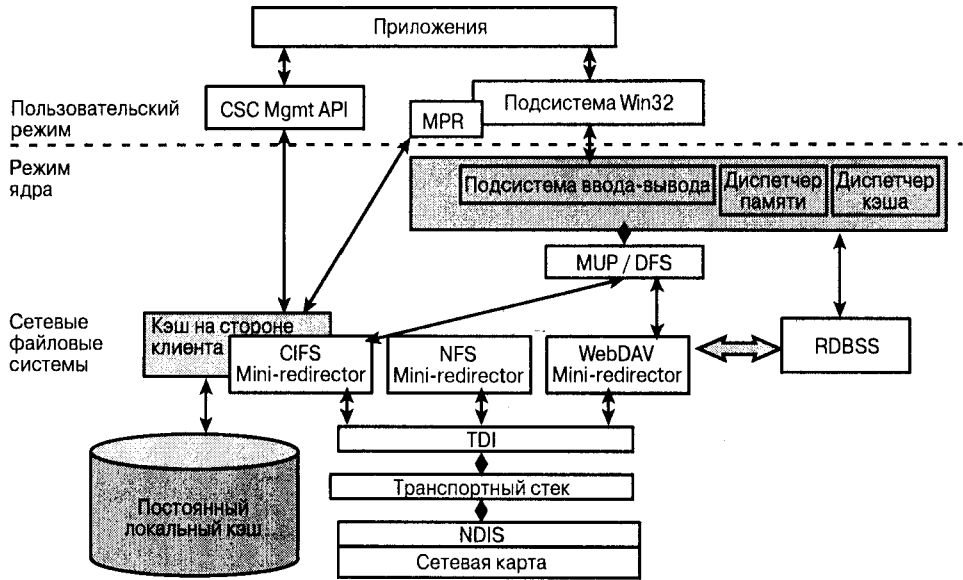 Приложения
CSC Mgmt API
Подсистема Win32
MPR
Пользовательский
режим
Режим
ядра
Подсистема ввода-вывода
Диспетчер
памяти
Диспетчер
кэша
MUP / DFS
Сетевые
файловые
системы
Кэш на стороне
клиента
CIFS
Mini-redirector
NFS
Mini-redirector
WebDAV
Mini-redirector
RDBSS
TDI
Транспортный стек
Постоянный
локальный кэш
NDIS
Сетевая карта